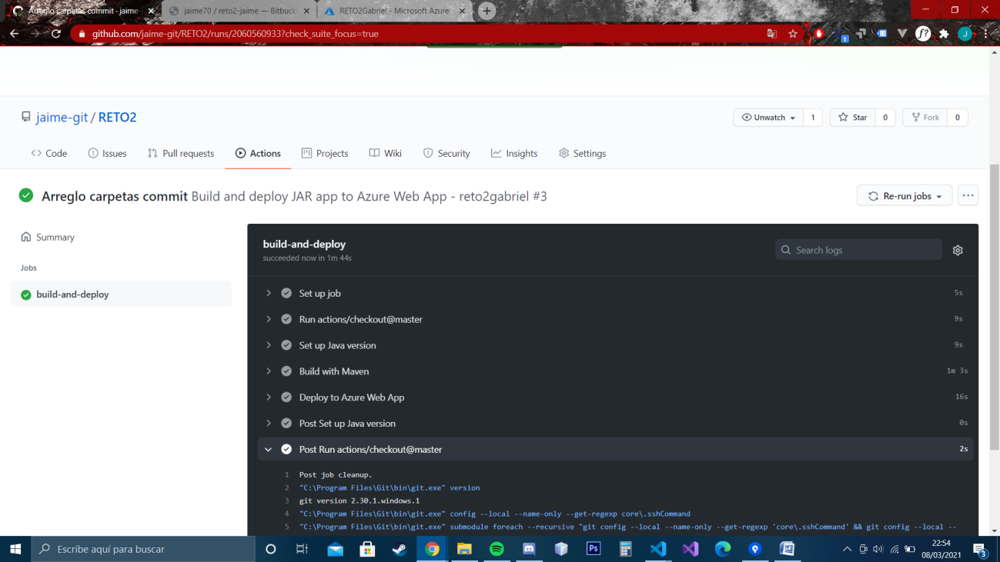 Arreglo carpetas commit · jaime-
jaime70 / reto2-jaime — Bitbuck
RETO2Gabriel - Microsoft Azure
github.com/jaime-git/RETO2/runs/2060560933?check_suite_focus=true
jaime-git / RETO2
Unwatch 1
Star 0
Fork 0
Code
Issues
Pull requests
Actions
Projects
Wiki
Security
Insights
Settings
Arreglo carpetas commit Build and deploy JAR app to Azure Web App - reto2gabriel #3
Re-run jobs
Summary
Jobs
build-and-deploy
build-and-deploy
succeeded now in 1m 44s
Search logs
Set up job 5s
Run actions/checkout@master 9s
Set up Java version 9s
Build with Maven 1m 3s
Deploy to Azure Web App 16s
Post Set up Java version 0s
Post Run actions/checkout@master 2s
1 Post job cleanup.
2 "C:\Program Files\Git\bin\git.exe" version
3 git version 2.30.1.windows.1
4 "C:\Program Files\Git\bin\git.exe" config --local --name-only --get-regexp core\.sshCommand
5 "C:\Program Files\Git\bin\git.exe" submodule foreach --recursive "git config --local --name-only --get-regexp 'core\.sshCommand' && git config --local --
Escribe aquí para buscar
Ps
22:54
08/03/2021
3